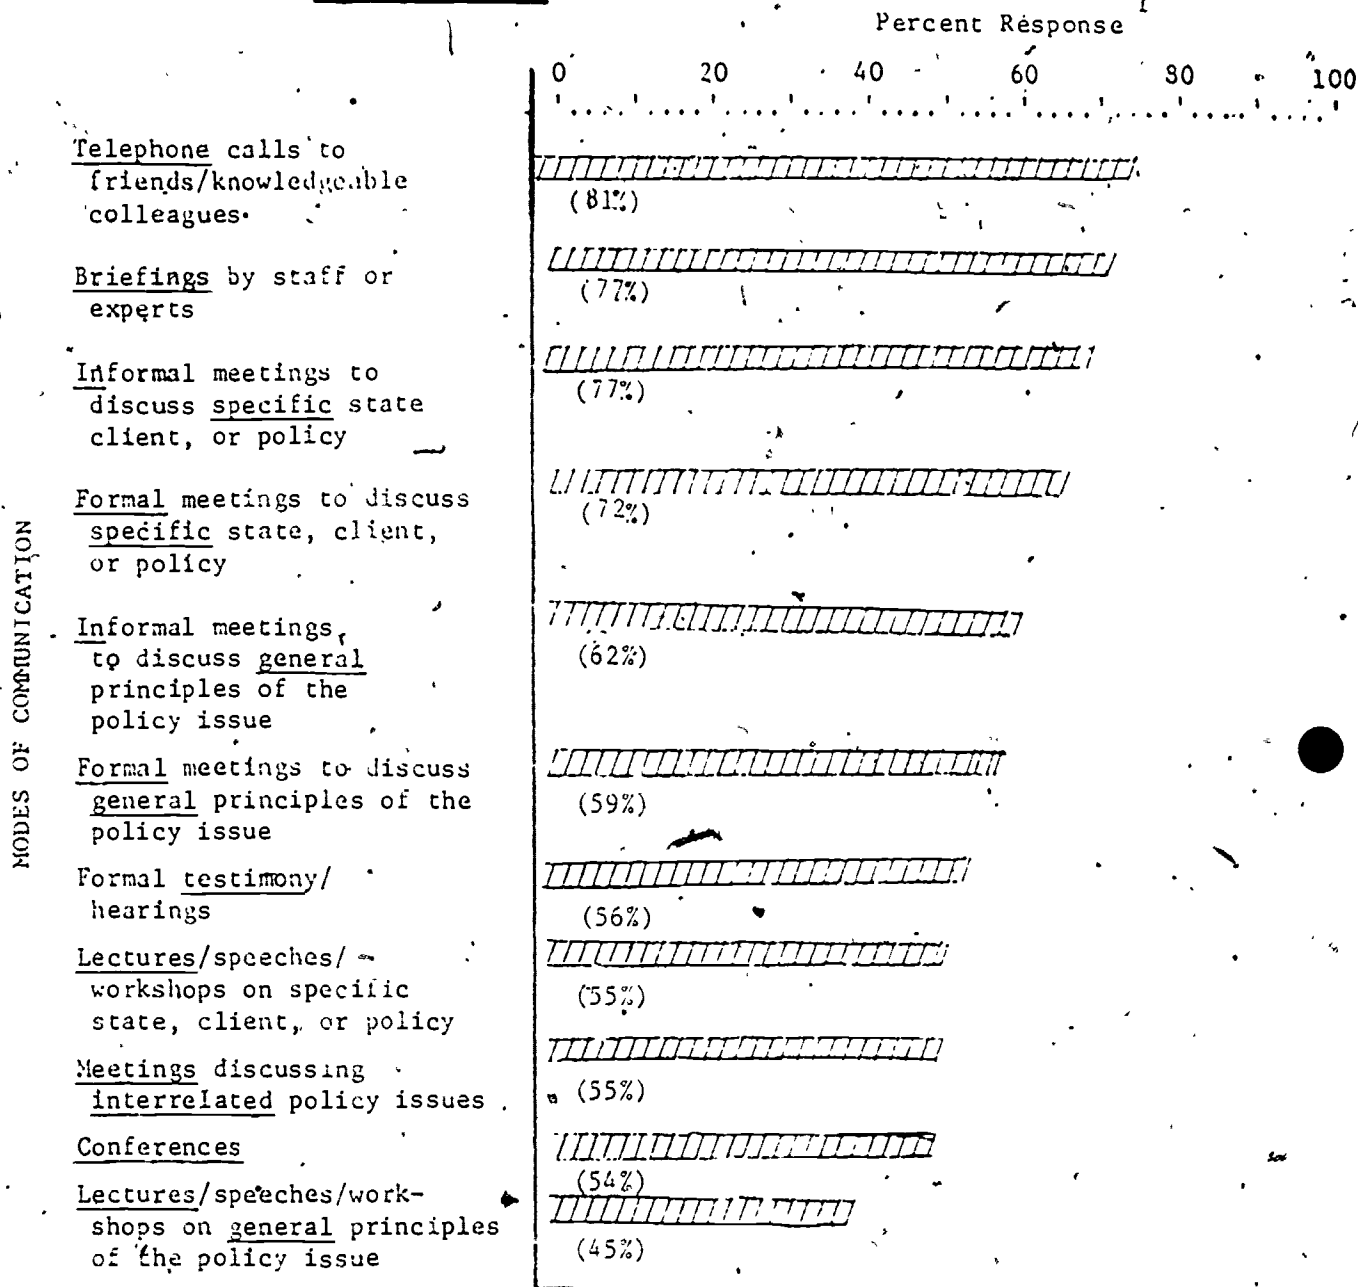 Percent Response
0 20 40 60 80 100
MODES OF COMMUNICATION
Telephone calls to
friends/knowledgeable
colleagues
(81%)
Briefings by staff or
experts
(77%)
Informal meetings to
discuss specific state
client, or policy
(77%)
Formal meetings to discuss
specific state, client,
or policy
(72%)
Informal meetings
to discuss general
principles of the
policy issue
(62%)
Formal meetings to discuss
general principles of the
policy issue
(59%)
Formal testimony/
hearings
(56%)
Lectures/speeches/
workshops on specific
state, client, or policy
(55%)
Meetings discussing
interrelated policy issues
(55%)
Conferences
(54%)
Lectures/speeches/work-
shops on general principles
of the policy issue
(45%)